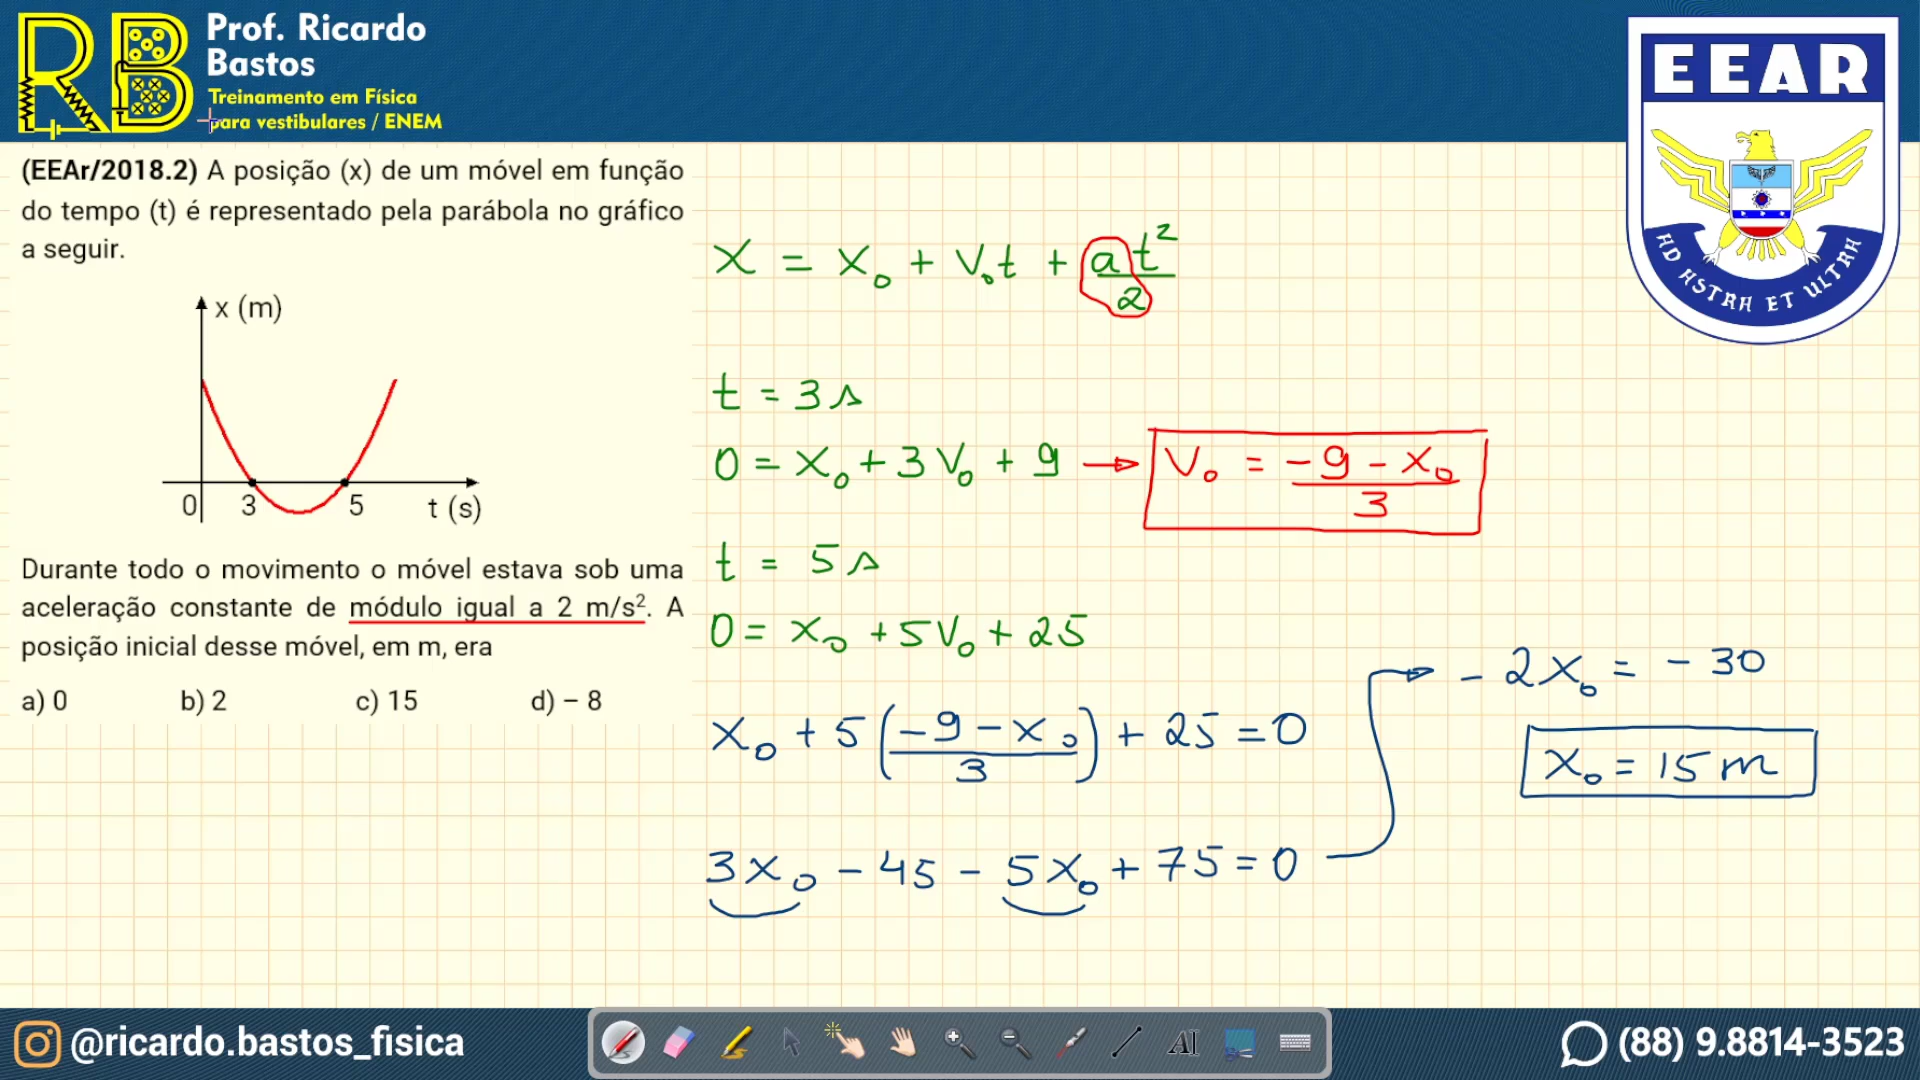 RB
Prof. Ricardo
Bastos
Treinamento em Física
para vestibulares / ENEM
EEAR
AD ASTRA ET ULTRA
(EEAr/2018.2) A posição (x) de um móvel em função
do tempo (t) é representado pela parábola no gráfico
a seguir.
x (m)
0 3 5 t (s)
Durante todo o movimento o móvel estava sob uma
aceleração constante de módulo igual a 2 m/s². A
posição inicial desse móvel, em m, era
a) 0 b) 2 c) 15 d) – 8
x = x₀ + v₀t + at²/2
t = 3 s
0 = x₀ + 3v₀ + 9 → v₀ = (-9 - x₀)/3
t = 5 s
0 = x₀ + 5v₀ + 25
x₀ + 5((-9 - x₀)/3) + 25 = 0
3x₀ - 45 - 5x₀ + 75 = 0
- 2x₀ = - 30
x₀ = 15 m
@ricardo.bastos_fisica
AI
(88) 9.8814-3523